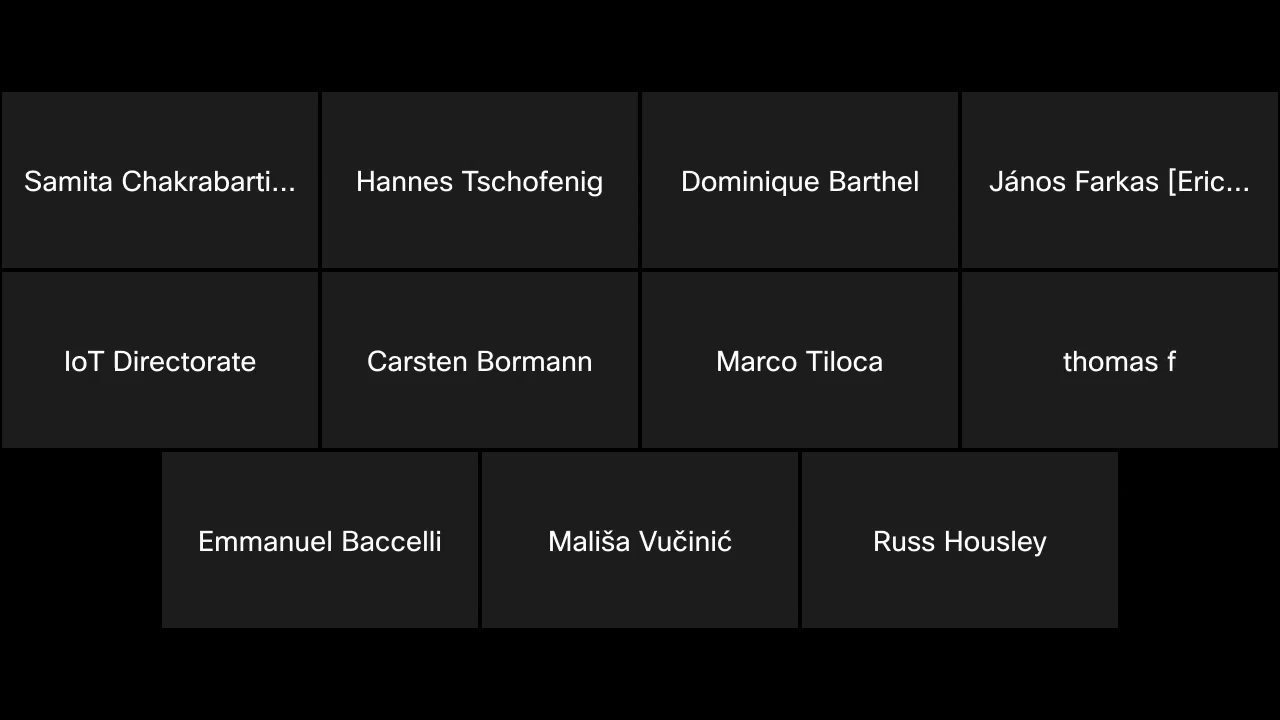 Samita Chakrabarti...
Hannes Tschofenig
Dominique Barthel
János Farkas [Eric...
IoT Directorate
Carsten Bormann
Marco Tiloca
thomas f
Emmanuel Baccelli
Mališa Vučinić
Russ Housley